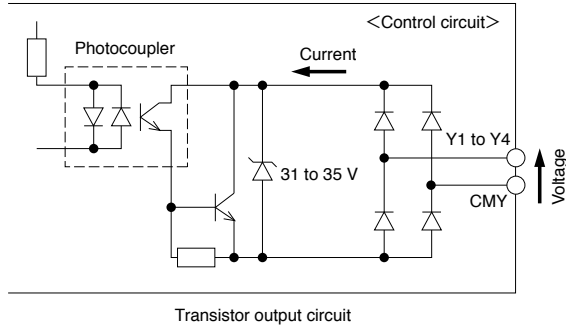 <Control circuit>
Photocoupler
Current
Y1 to Y4
31 to 35 V
CMY
Voltage
Transistor output circuit